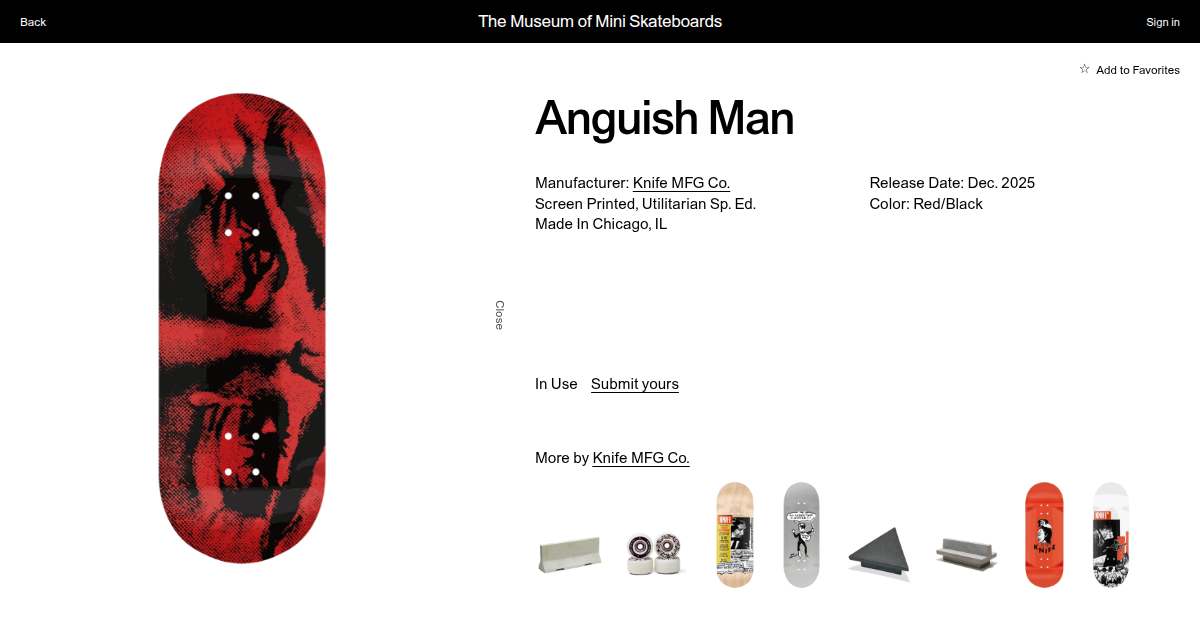 Back
The Museum of Mini Skateboards
Sign in
☆ Add to Favorites
Anguish Man
Manufacturer: Knife MFG Co.
Screen Printed, Utilitarian Sp. Ed.
Made In Chicago, IL
Release Date: Dec. 2025
Color: Red/Black
Close
In Use Submit yours
More by Knife MFG Co.
KNIFE